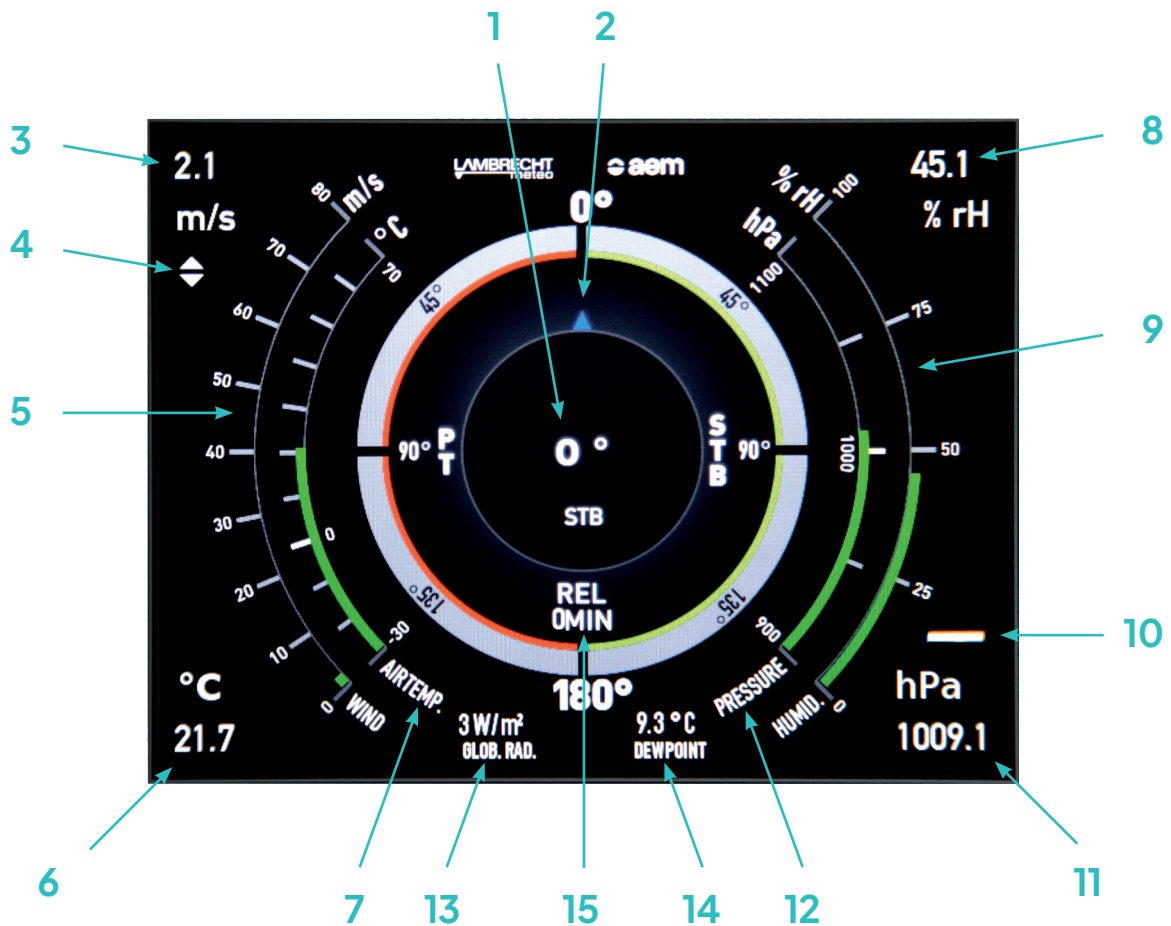 1
2
3
8
2.1
m/s
LAMBRECHT
meteo
aem
45.1
% rH
4
80
m/s
°C
70
70
60
50
40
30
20
10
0
0
-30
WIND
AIRTEMP.
5
0°
45°
45°
90°
PT
0 °
STB
STB
90°
135°
135°
REL
0MIN
180°
% rH
100
hPa
1100
75
9
50
1000
25
900
0
PRESSURE
HUMID.
10
°C
21.7
3 W/m²
GLOB. RAD.
9.3 °C
DEWPOINT
hPa
1009.1
6
7
13
15
14
12
11